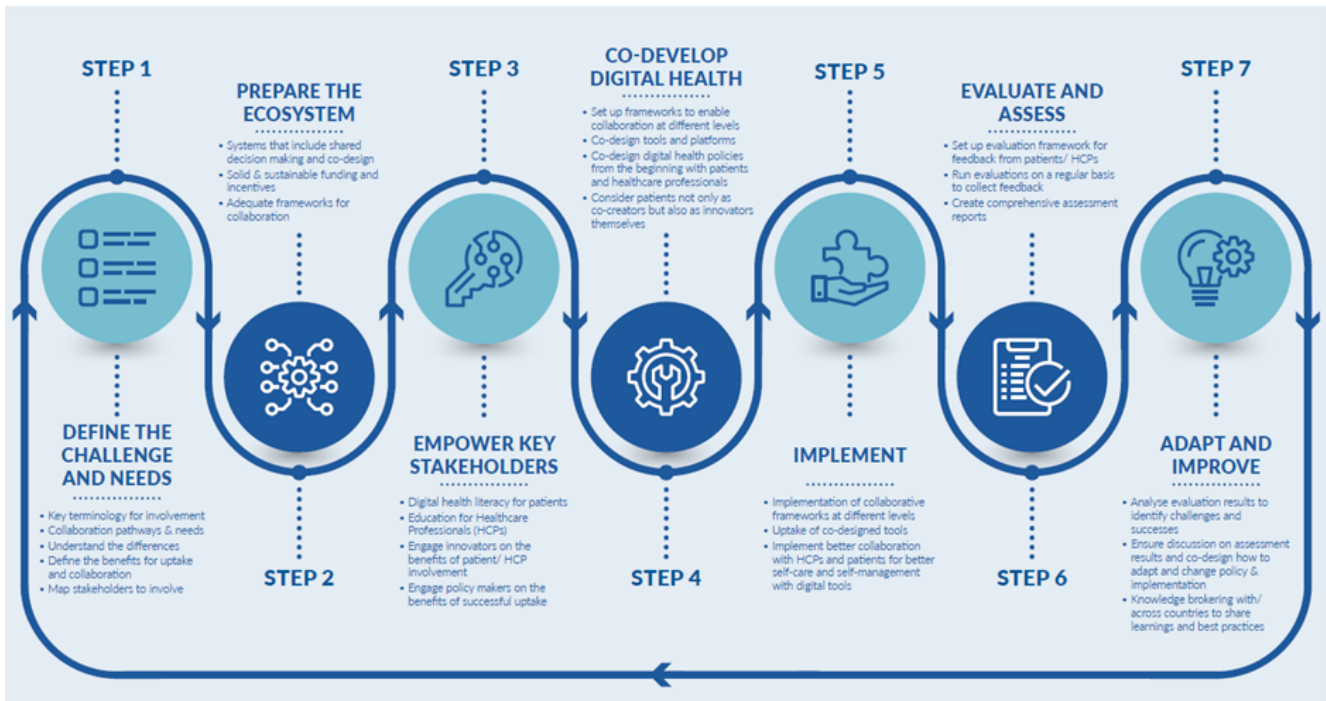 STEP 1
DEFINE THE
CHALLENGE
AND NEEDS
• Key terminology for involvement
• Collaboration pathways & needs
• Understand the differences
• Define the benefits for uptake
and collaboration
• Map stakeholders to involve
PREPARE THE
ECOSYSTEM
• Systems that include shared
decision making and co-design
• Solid & sustainable funding and
incentives
• Adequate frameworks for
collaboration
STEP 2
STEP 3
EMPOWER KEY
STAKEHOLDERS
• Digital health literacy for patients
• Education for Healthcare
Professionals (HCPs)
• Engage innovators on the
benefits of patient/ HCP
involvement
• Engage policy makers on the
benefits of successful uptake
CO-DEVELOP
DIGITAL HEALTH
• Set up frameworks to enable
collaboration at different levels
• Co-design tools and platforms
• Co-design digital health policies
from the beginning with patients
and healthcare professionals
• Consider patients not only as
co-creators but also as innovators
themselves
STEP 4
STEP 5
IMPLEMENT
• Implementation of collaborative
frameworks at different levels
• Uptake of co-designed tools
• Implement better collaboration
with HCPs and patients for better
self-care and self-management
with digital tools
EVALUATE AND
ASSESS
• Set up evaluation framework for
feedback from patients/ HCPs
• Run evaluations on a regular basis
to collect feedback
• Create comprehensive assessment
reports
STEP 6
STEP 7
ADAPT AND
IMPROVE
• Analyse evaluation results to
identify challenges and
successes
• Ensure discussion on assessment
results and co-design how to
adapt and change policy &
implementation
• Knowledge brokering with/
across countries to share
learnings and best practices